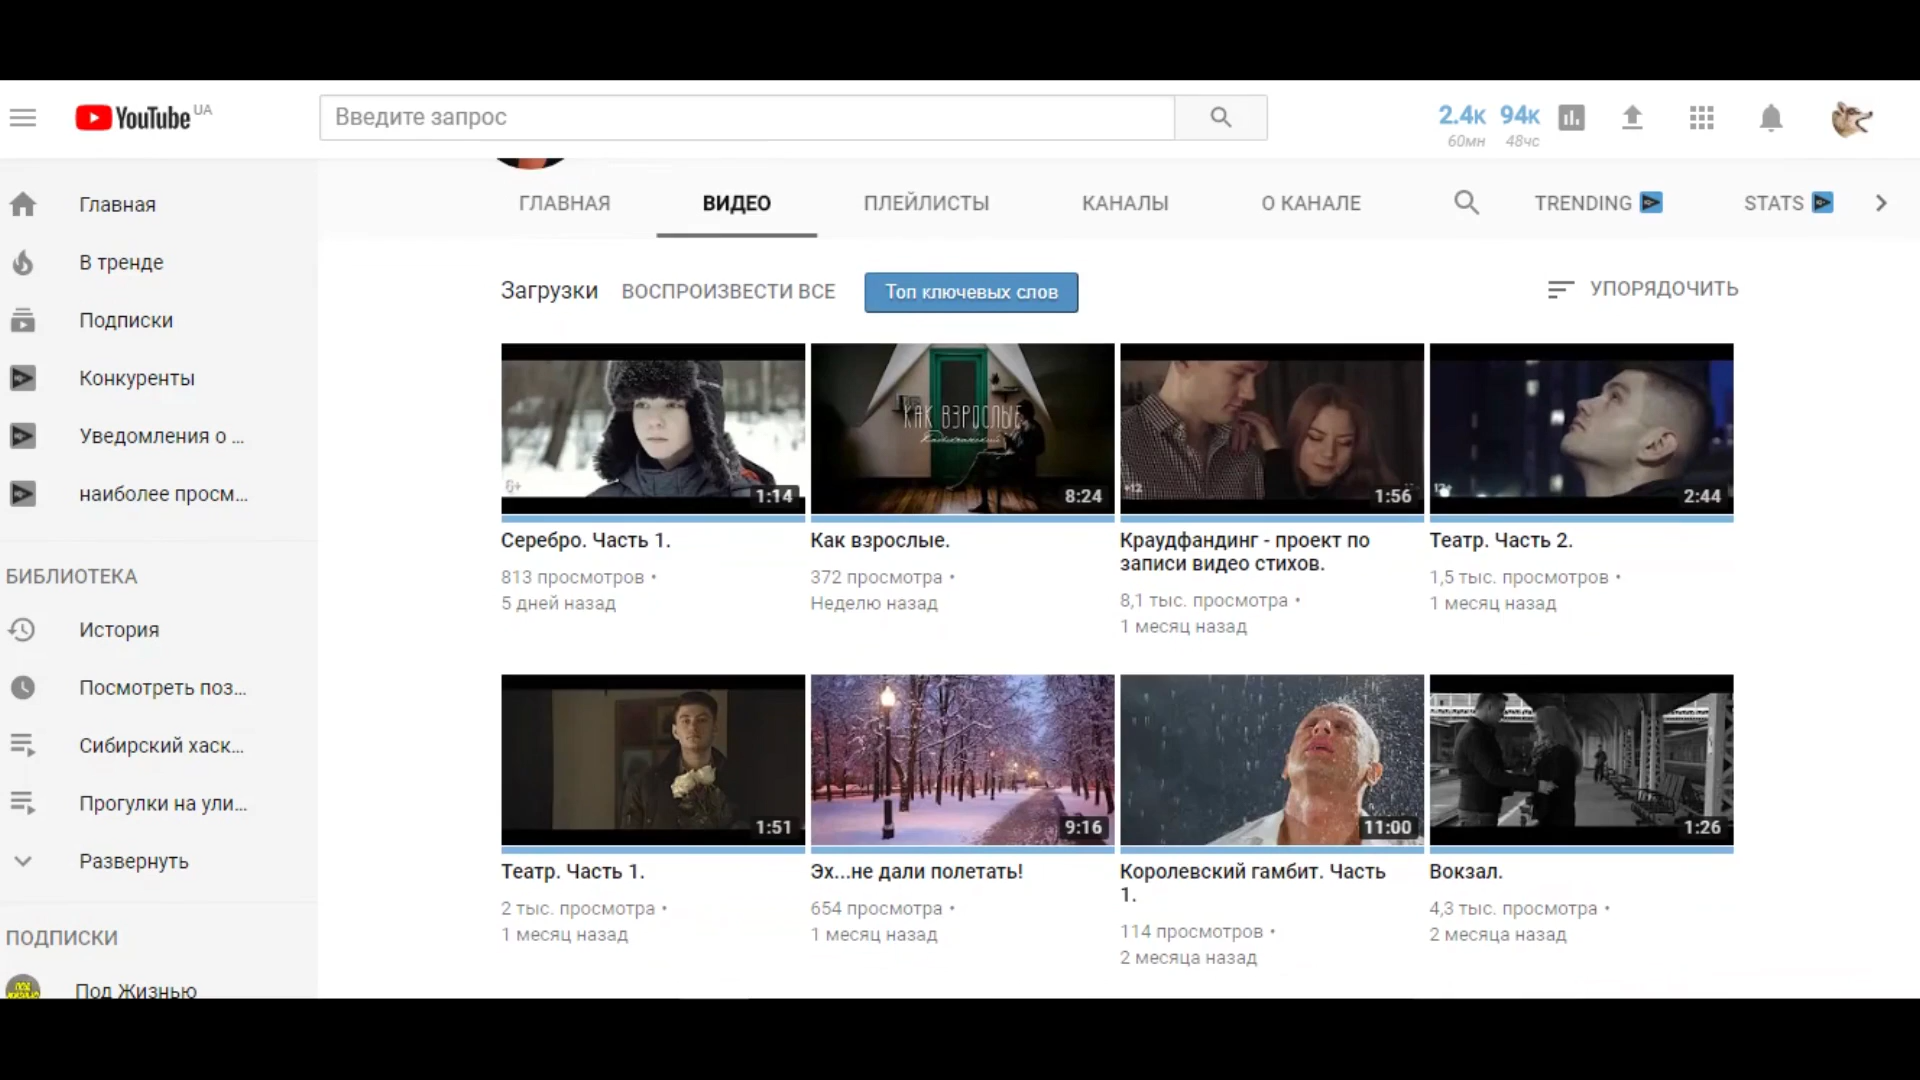 YouTube UA
Введите запрос
2.4к 94к
60мн 48чс
ГЛАВНАЯ ВИДЕО ПЛЕЙЛИСТЫ КАНАЛЫ О КАНАЛЕ TRENDING STATS
Главная
В тренде
Подписки
Конкуренты
Уведомления о ...
наиболее просм...
БИБЛИОТЕКА
История
Посмотреть поз...
Сибирский хаск...
Прогулки на ули...
Развернуть
ПОДПИСКИ
Под Жизнью
Загрузки ВОСПРОИЗВЕСТИ ВСЕ Топ ключевых слов УПОРЯДОЧИТЬ
6+
1:14
Серебро. Часть 1.
813 просмотров •
5 дней назад
КАК ВЗРОСЛЫЕ
8:24
Как взрослые.
372 просмотра •
Неделю назад
+12
1:56
Краудфандинг - проект по
записи видео стихов.
8,1 тыс. просмотра •
1 месяц назад
2:44
Театр. Часть 2.
1,5 тыс. просмотров •
1 месяц назад
1:51
Театр. Часть 1.
2 тыс. просмотра •
1 месяц назад
9:16
Эх...не дали полетать!
654 просмотра •
1 месяц назад
11:00
Королевский гамбит. Часть
1.
114 просмотров •
2 месяца назад
1:26
Вокзал.
4,3 тыс. просмотра •
2 месяца назад